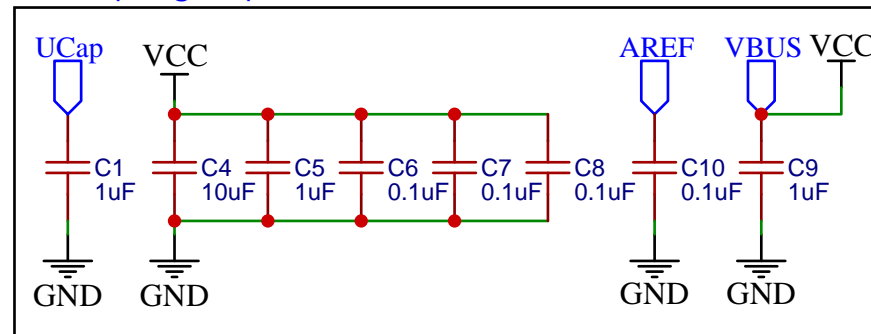 UCap
VCC
AREF
VBUS
VCC
C1
1uF
C4
10uF
C5
1uF
C6
0.1uF
C7
0.1uF
C8
0.1uF
C10
0.1uF
C9
1uF
GND
GND
GND
GND